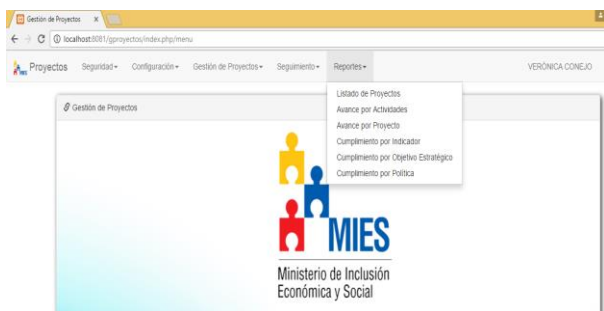 Gestión de Proyectos
localhost:8081/gproyectos/index.php/menu
Proyectos Seguridad Configuración Gestión de Proyectos Seguimiento Reportes VERÓNICA CONEJO
Gestión de Proyectos
Listado de Proyectos
Avance por Actividades
Avance por Proyecto
Cumplimiento por Indicador
Cumplimiento por Objetivo Estratégico
Cumplimiento por Política
MIES
Ministerio de Inclusión
Económica y Social